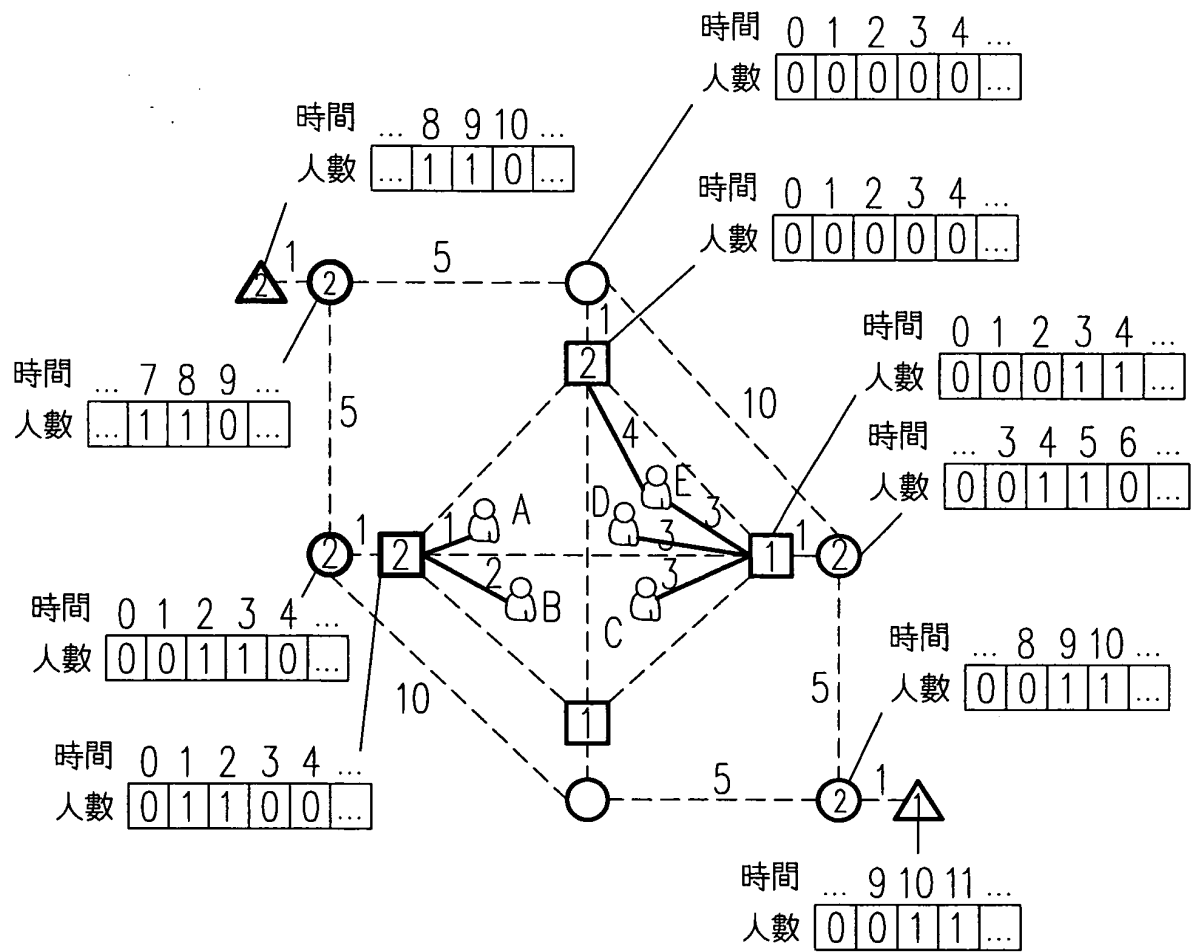 時間 0 1 2 3 4 ...
人數 0 0 0 0 0 ...
時間 ... 8 9 10 ...
人數 ... 1 1 0 ...
時間 0 1 2 3 4 ...
人數 0 0 0 0 0 ...
2 1 2 5
1
2
時間 0 1 2 3 4 ...
人數 0 0 0 1 1 ...
時間 ... 7 8 9 ...
人數 ... 1 1 0 ...
5
10
4
時間 ... 3 4 5 6 ...
人數 0 0 1 1 0 ...
A
1
B
2
C
3
D
3
E
3
2 1 2
1 1 2
時間 0 1 2 3 4 ...
人數 0 0 1 1 0 ...
時間 ... 8 9 10 ...
人數 0 0 1 1 ...
10
5
1
時間 0 1 2 3 4 ...
人數 0 1 1 0 0 ...
5 2 1 1
時間 ... 9 10 11 ...
人數 0 0 1 1 ...